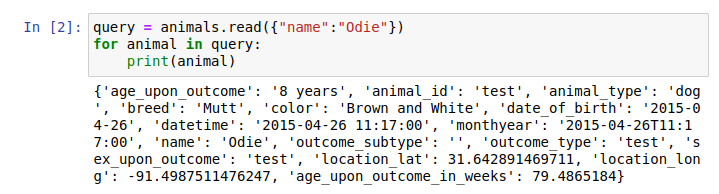 In [2]: query = animals.read({"name":"Odie"})
for animal in query:
    print(animal)
{'age_upon_outcome': '8 years', 'animal_id': 'test', 'animal_type': 'dog
', 'breed': 'Mutt', 'color': 'Brown and White', 'date_of_birth': '2015-0
4-26', 'datetime': '2015-04-26 11:17:00', 'monthyear': '2015-04-26T11:1
7:00', 'name': 'Odie', 'outcome_subtype': '', 'outcome_type': 'test', 's
ex_upon_outcome': 'test', 'location_lat': 31.642891469711, 'location_lon
g': -91.4987511476247, 'age_upon_outcome_in_weeks': 79.4865184}